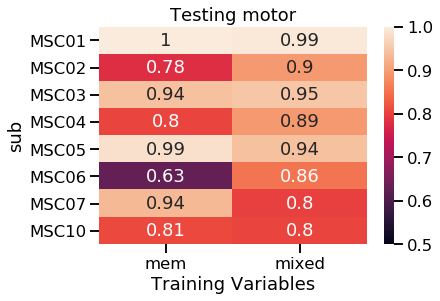 Testing motor
sub
MSC01 1 0.99
MSC02 0.78 0.9
MSC03 0.94 0.95
MSC04 0.8 0.89
MSC05 0.99 0.94
MSC06 0.63 0.86
MSC07 0.94 0.8
MSC10 0.81 0.8
mem mixed
Training Variables
1.0
0.9
0.8
0.7
0.6
0.5